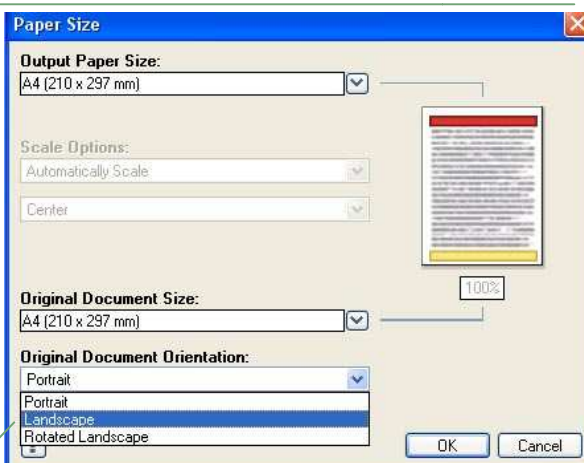 Paper Size
Output Paper Size:
A4 (210 x 297 mm)
Scale Options:
Automatically Scale
Center
100%
Original Document Size:
A4 (210 x 297 mm)
Original Document Orientation:
Portrait
Portrait
Landscape
Rotated Landscape
OK
Cancel